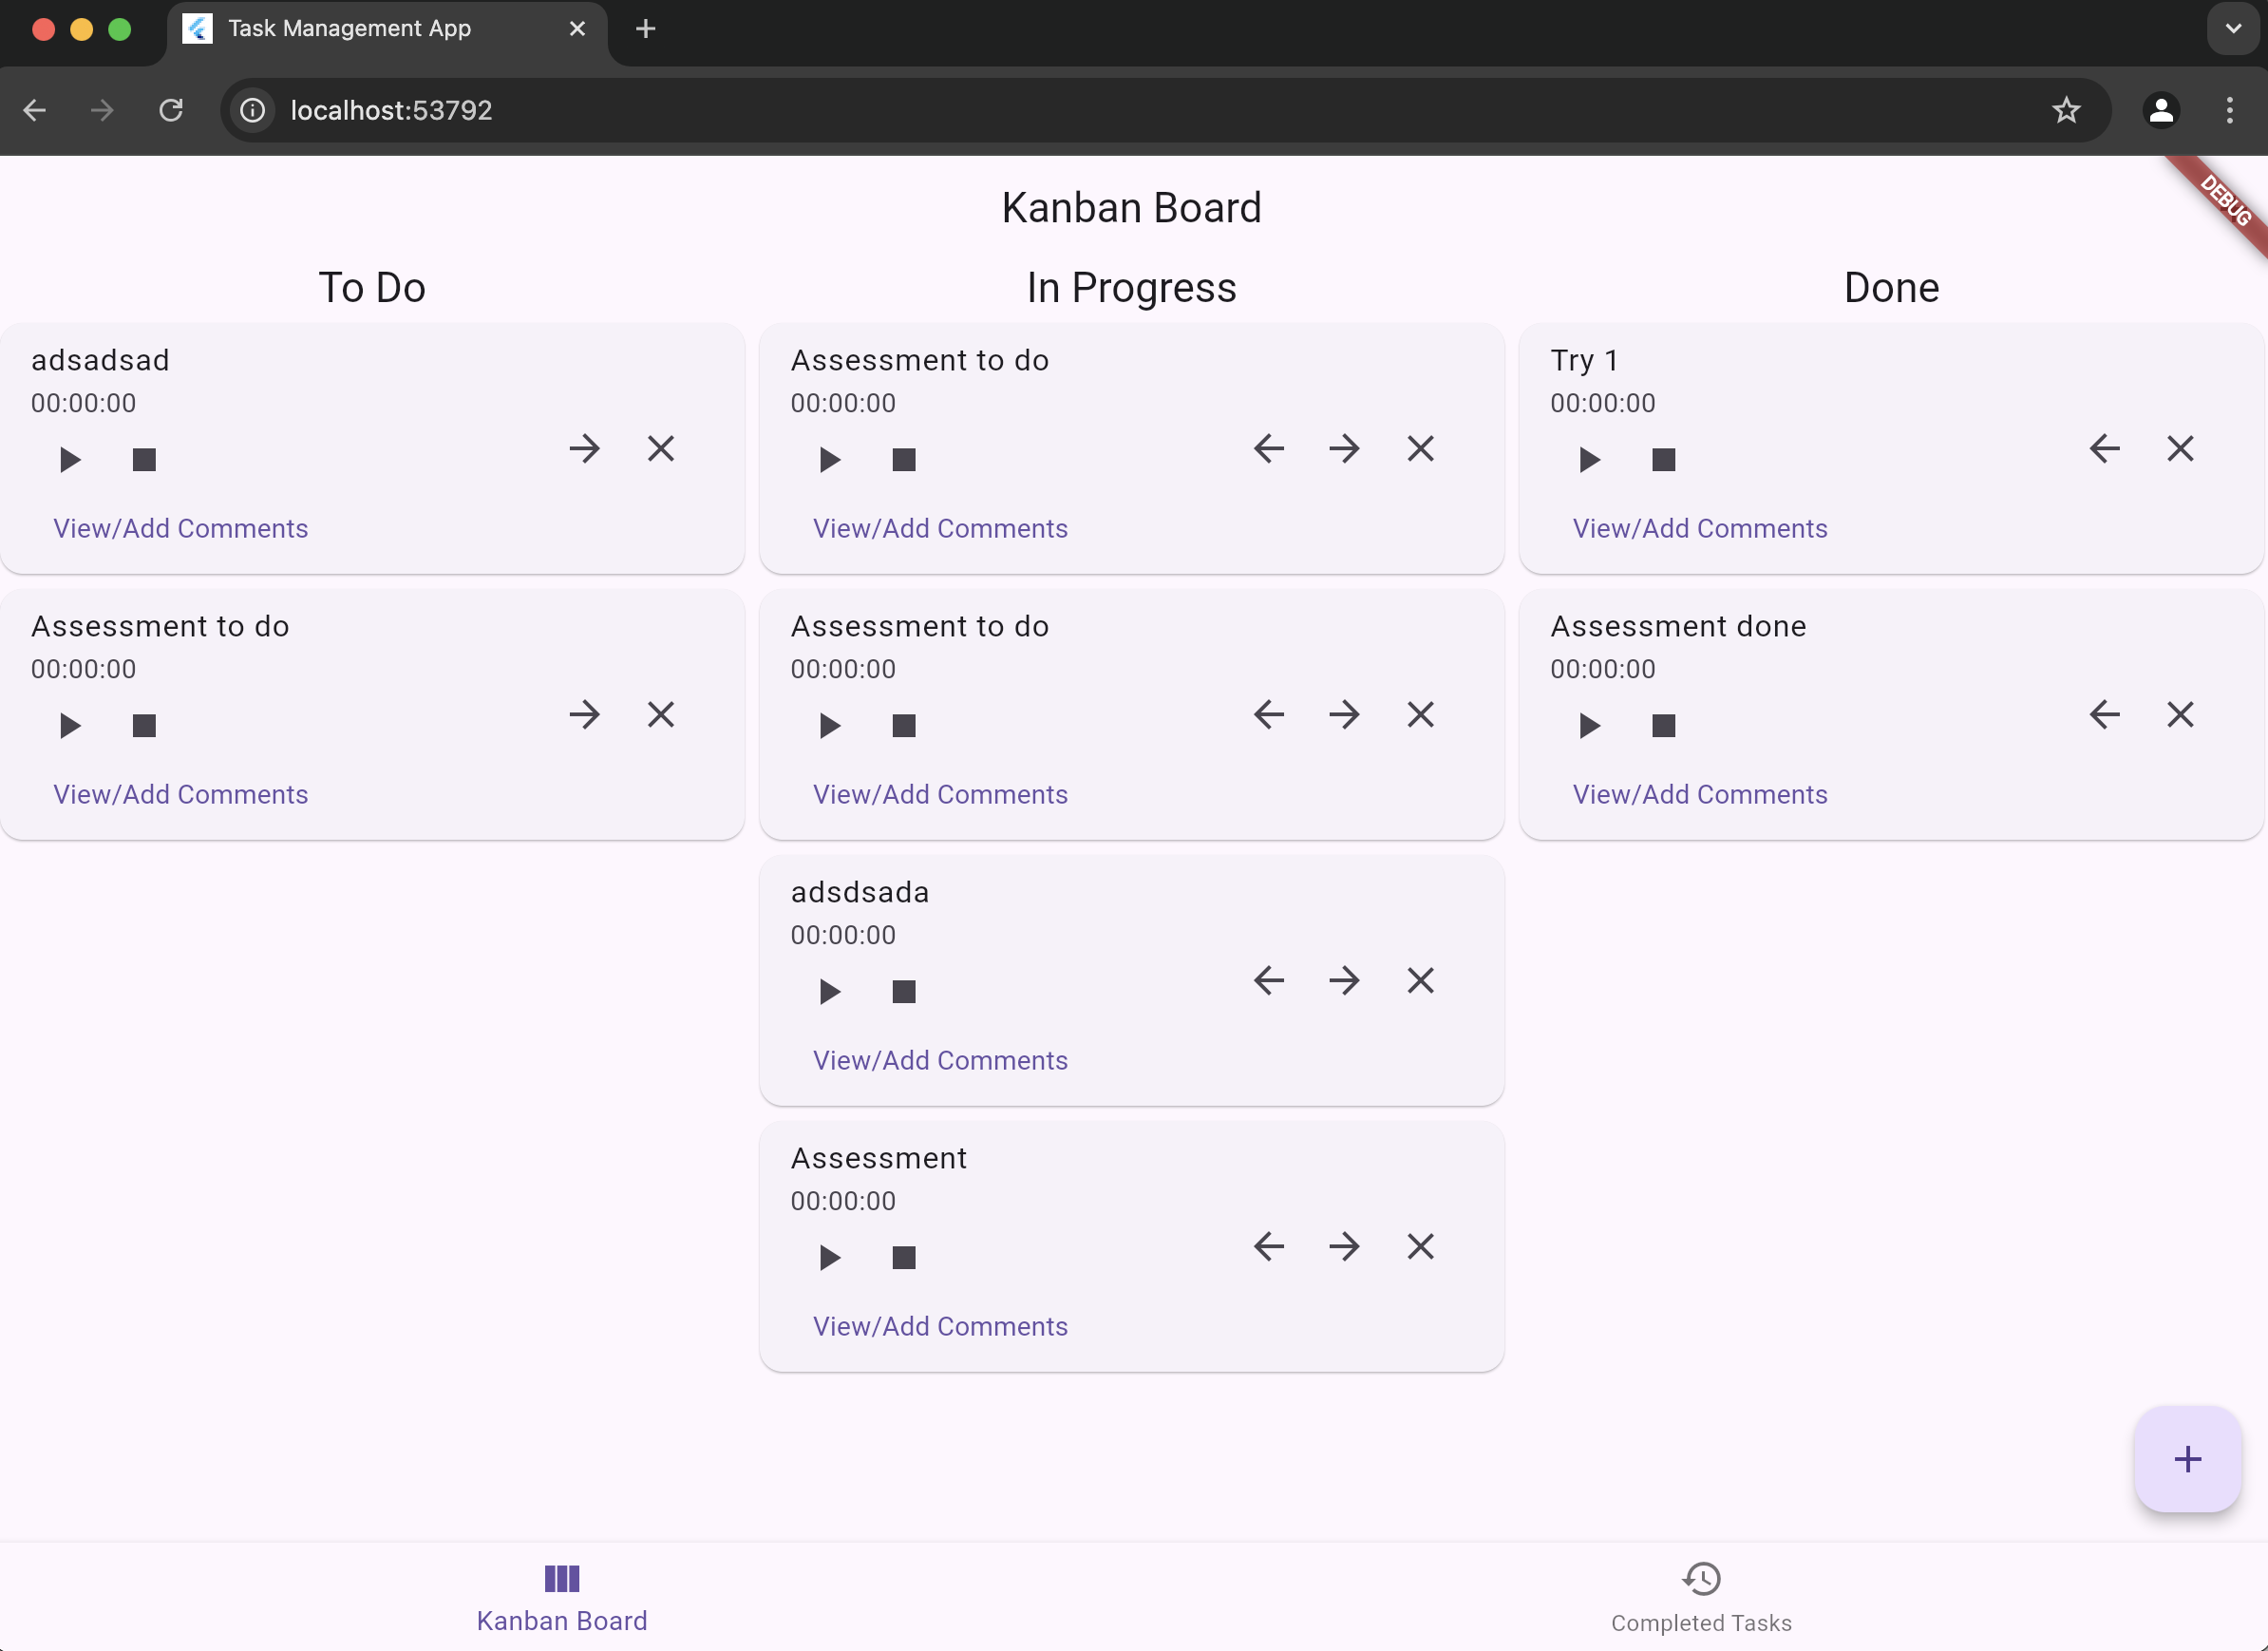 Task Management App
localhost:53792
DEBUG
Kanban Board
To Do
adsadsad
00:00:00
View/Add Comments
Assessment to do
00:00:00
View/Add Comments
In Progress
Assessment to do
00:00:00
View/Add Comments
Assessment to do
00:00:00
View/Add Comments
adsdsada
00:00:00
View/Add Comments
Assessment
00:00:00
View/Add Comments
Done
Try 1
00:00:00
View/Add Comments
Assessment done
00:00:00
View/Add Comments
Kanban Board
Completed Tasks